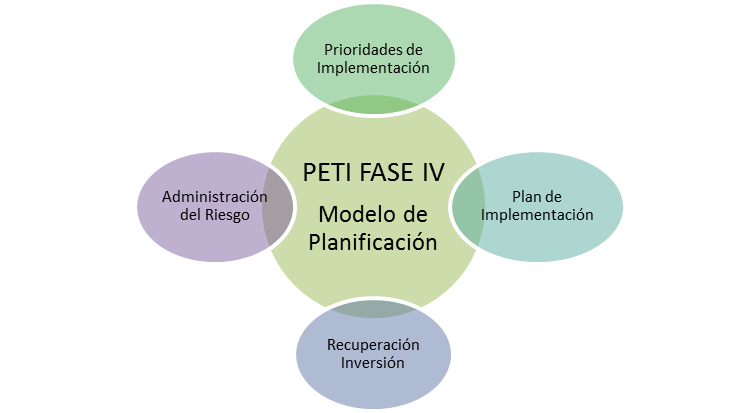 Prioridades de
Implementación
PETI FASE IV
Modelo de
Planificación
Administración
del Riesgo
Plan de
Implementación
Recuperación
Inversión